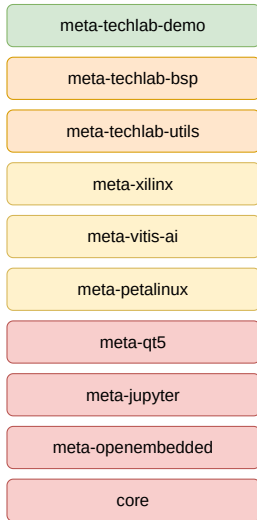 meta-techlab-demo
meta-techlab-bsp
meta-techlab-utils
meta-xilinx
meta-vitis-ai
meta-petalinux
meta-qt5
meta-jupyter
meta-openembedded
core